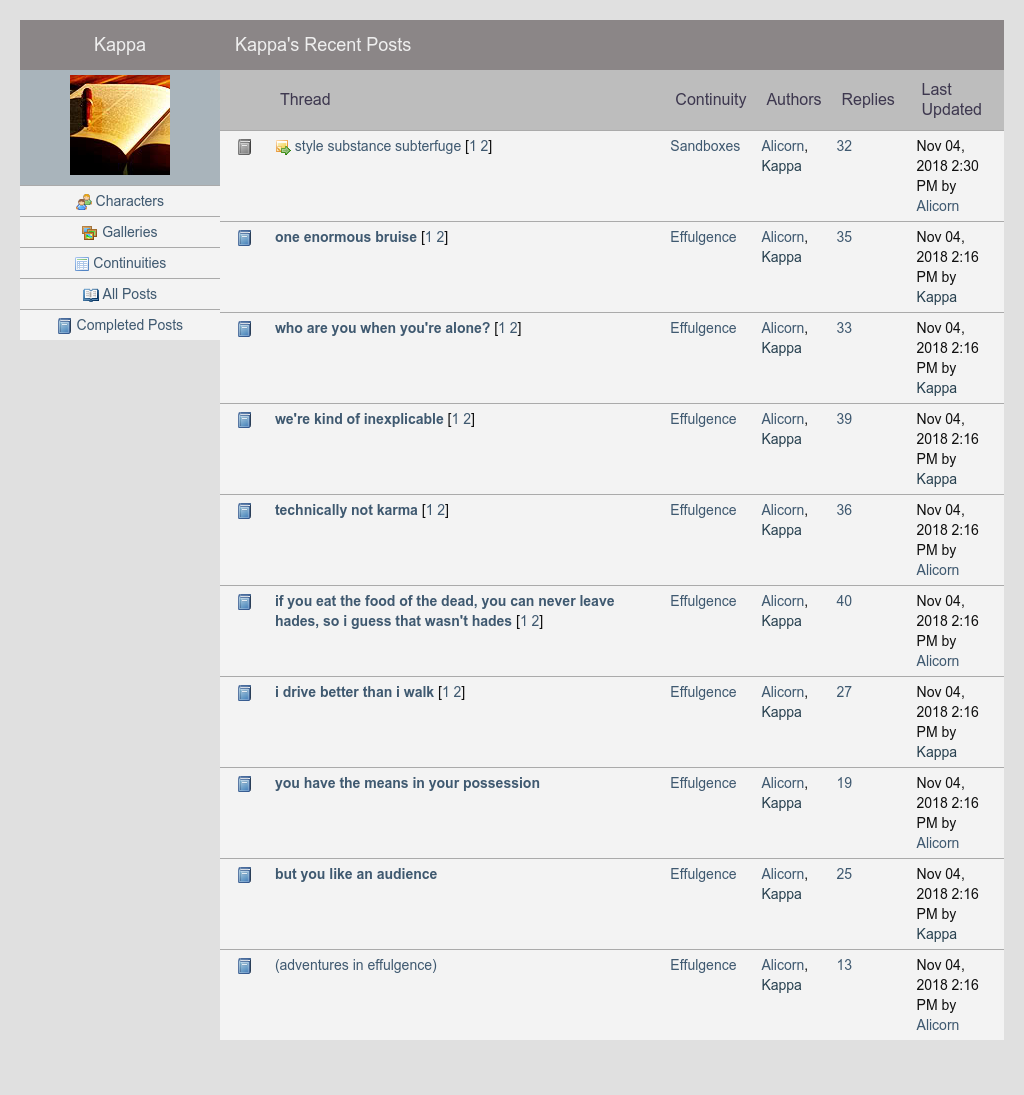 Kappa
Kappa's Recent Posts
Characters
Galleries
Continuities
All Posts
Completed Posts
Thread Continuity Authors Replies Last
Updated
style substance subterfuge [1 2] Sandboxes Alicorn, 32 Nov 04,
Kappa 2018 2:30
PM by
Alicorn
one enormous bruise [1 2] Effulgence Alicorn, 35 Nov 04,
Kappa 2018 2:16
PM by
Kappa
who are you when you're alone? [1 2] Effulgence Alicorn, 33 Nov 04,
Kappa 2018 2:16
PM by
Kappa
we're kind of inexplicable [1 2] Effulgence Alicorn, 39 Nov 04,
Kappa 2018 2:16
PM by
Kappa
technically not karma [1 2] Effulgence Alicorn, 36 Nov 04,
Kappa 2018 2:16
PM by
Alicorn
if you eat the food of the dead, you can never leave Effulgence Alicorn, 40 Nov 04,
hades, so i guess that wasn't hades [1 2] Kappa 2018 2:16
PM by
Alicorn
i drive better than i walk [1 2] Effulgence Alicorn, 27 Nov 04,
Kappa 2018 2:16
PM by
Kappa
you have the means in your possession Effulgence Alicorn, 19 Nov 04,
Kappa 2018 2:16
PM by
Alicorn
but you like an audience Effulgence Alicorn, 25 Nov 04,
Kappa 2018 2:16
PM by
Kappa
(adventures in effulgence) Effulgence Alicorn, 13 Nov 04,
Kappa 2018 2:16
PM by
Alicorn